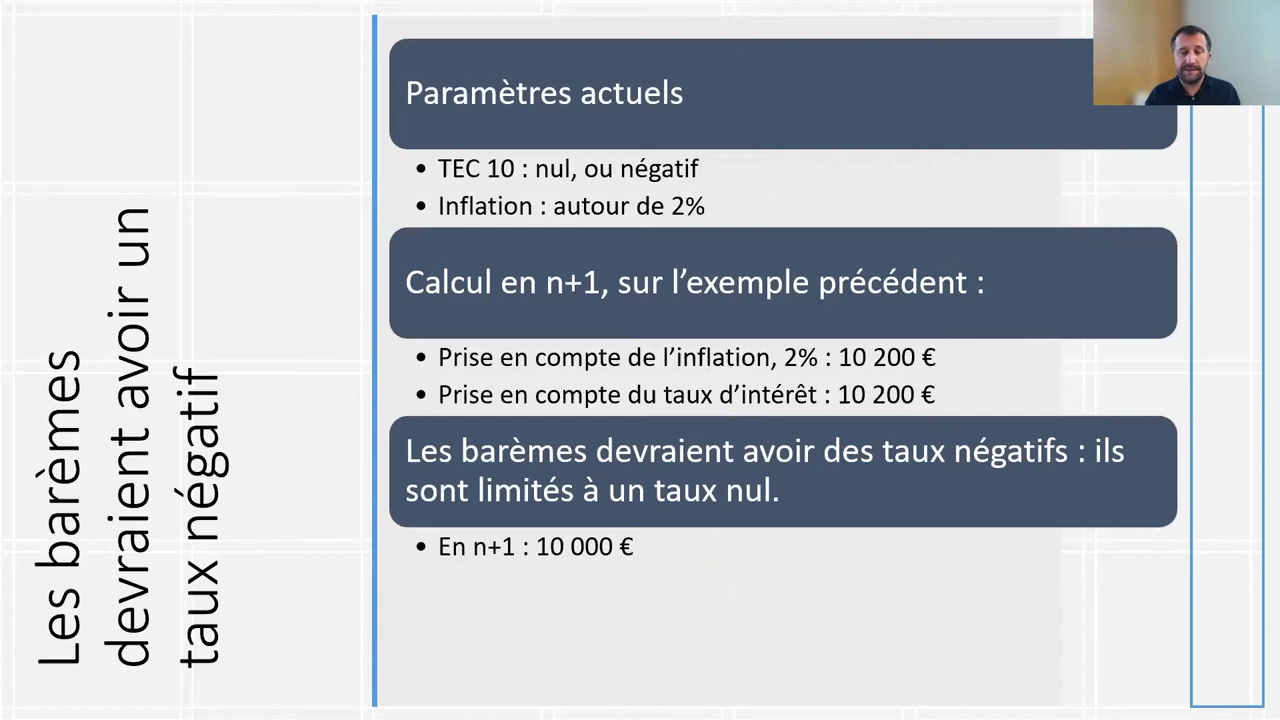 Les barèmes
devraient avoir un
taux négatif
Paramètres actuels
• TEC 10 : nul, ou négatif
• Inflation : autour de 2%
Calcul en n+1, sur l’exemple précédent :
• Prise en compte de l’inflation, 2% : 10 200 €
• Prise en compte du taux d’intérêt : 10 200 €
Les barèmes devraient avoir des taux négatifs : ils
sont limités à un taux nul.
• En n+1 : 10 000 €